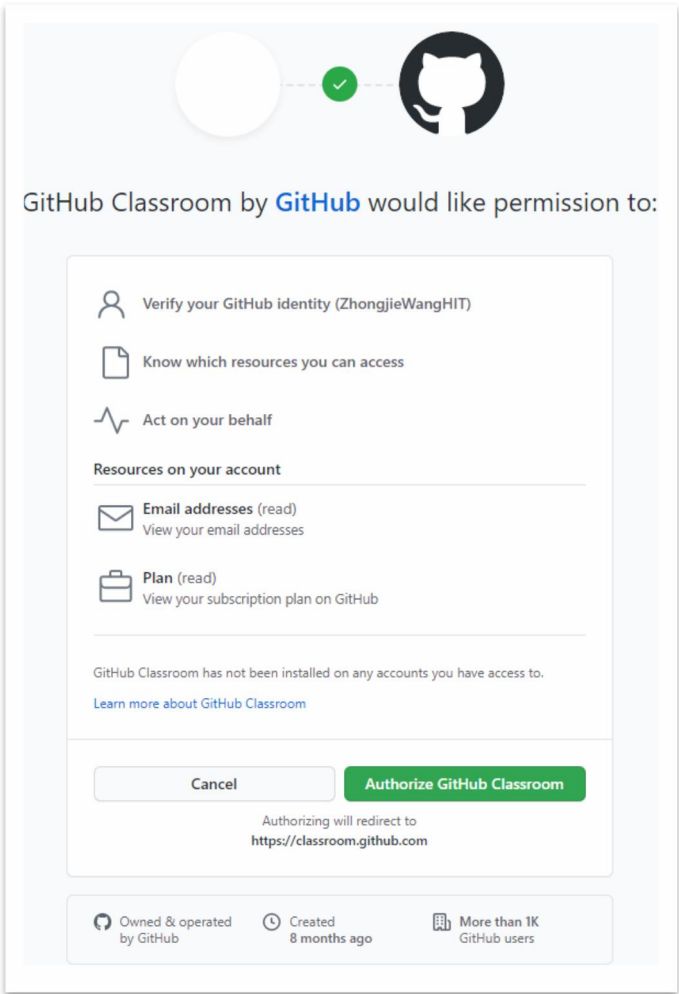 GitHub Classroom by GitHub would like permission to:
Verify your GitHub identity (ZhongjieWangHIT)
Know which resources you can access
Act on your behalf
Resources on your account
Email addresses (read)
View your email addresses
Plan (read)
View your subscription plan on GitHub
GitHub Classroom has not been installed on any accounts you have access to.
Learn more about GitHub Classroom
Cancel
Authorize GitHub Classroom
Authorizing will redirect to
https://classroom.github.com
Owned & operated
by GitHub
Created
8 months ago
More than 1K
GitHub users